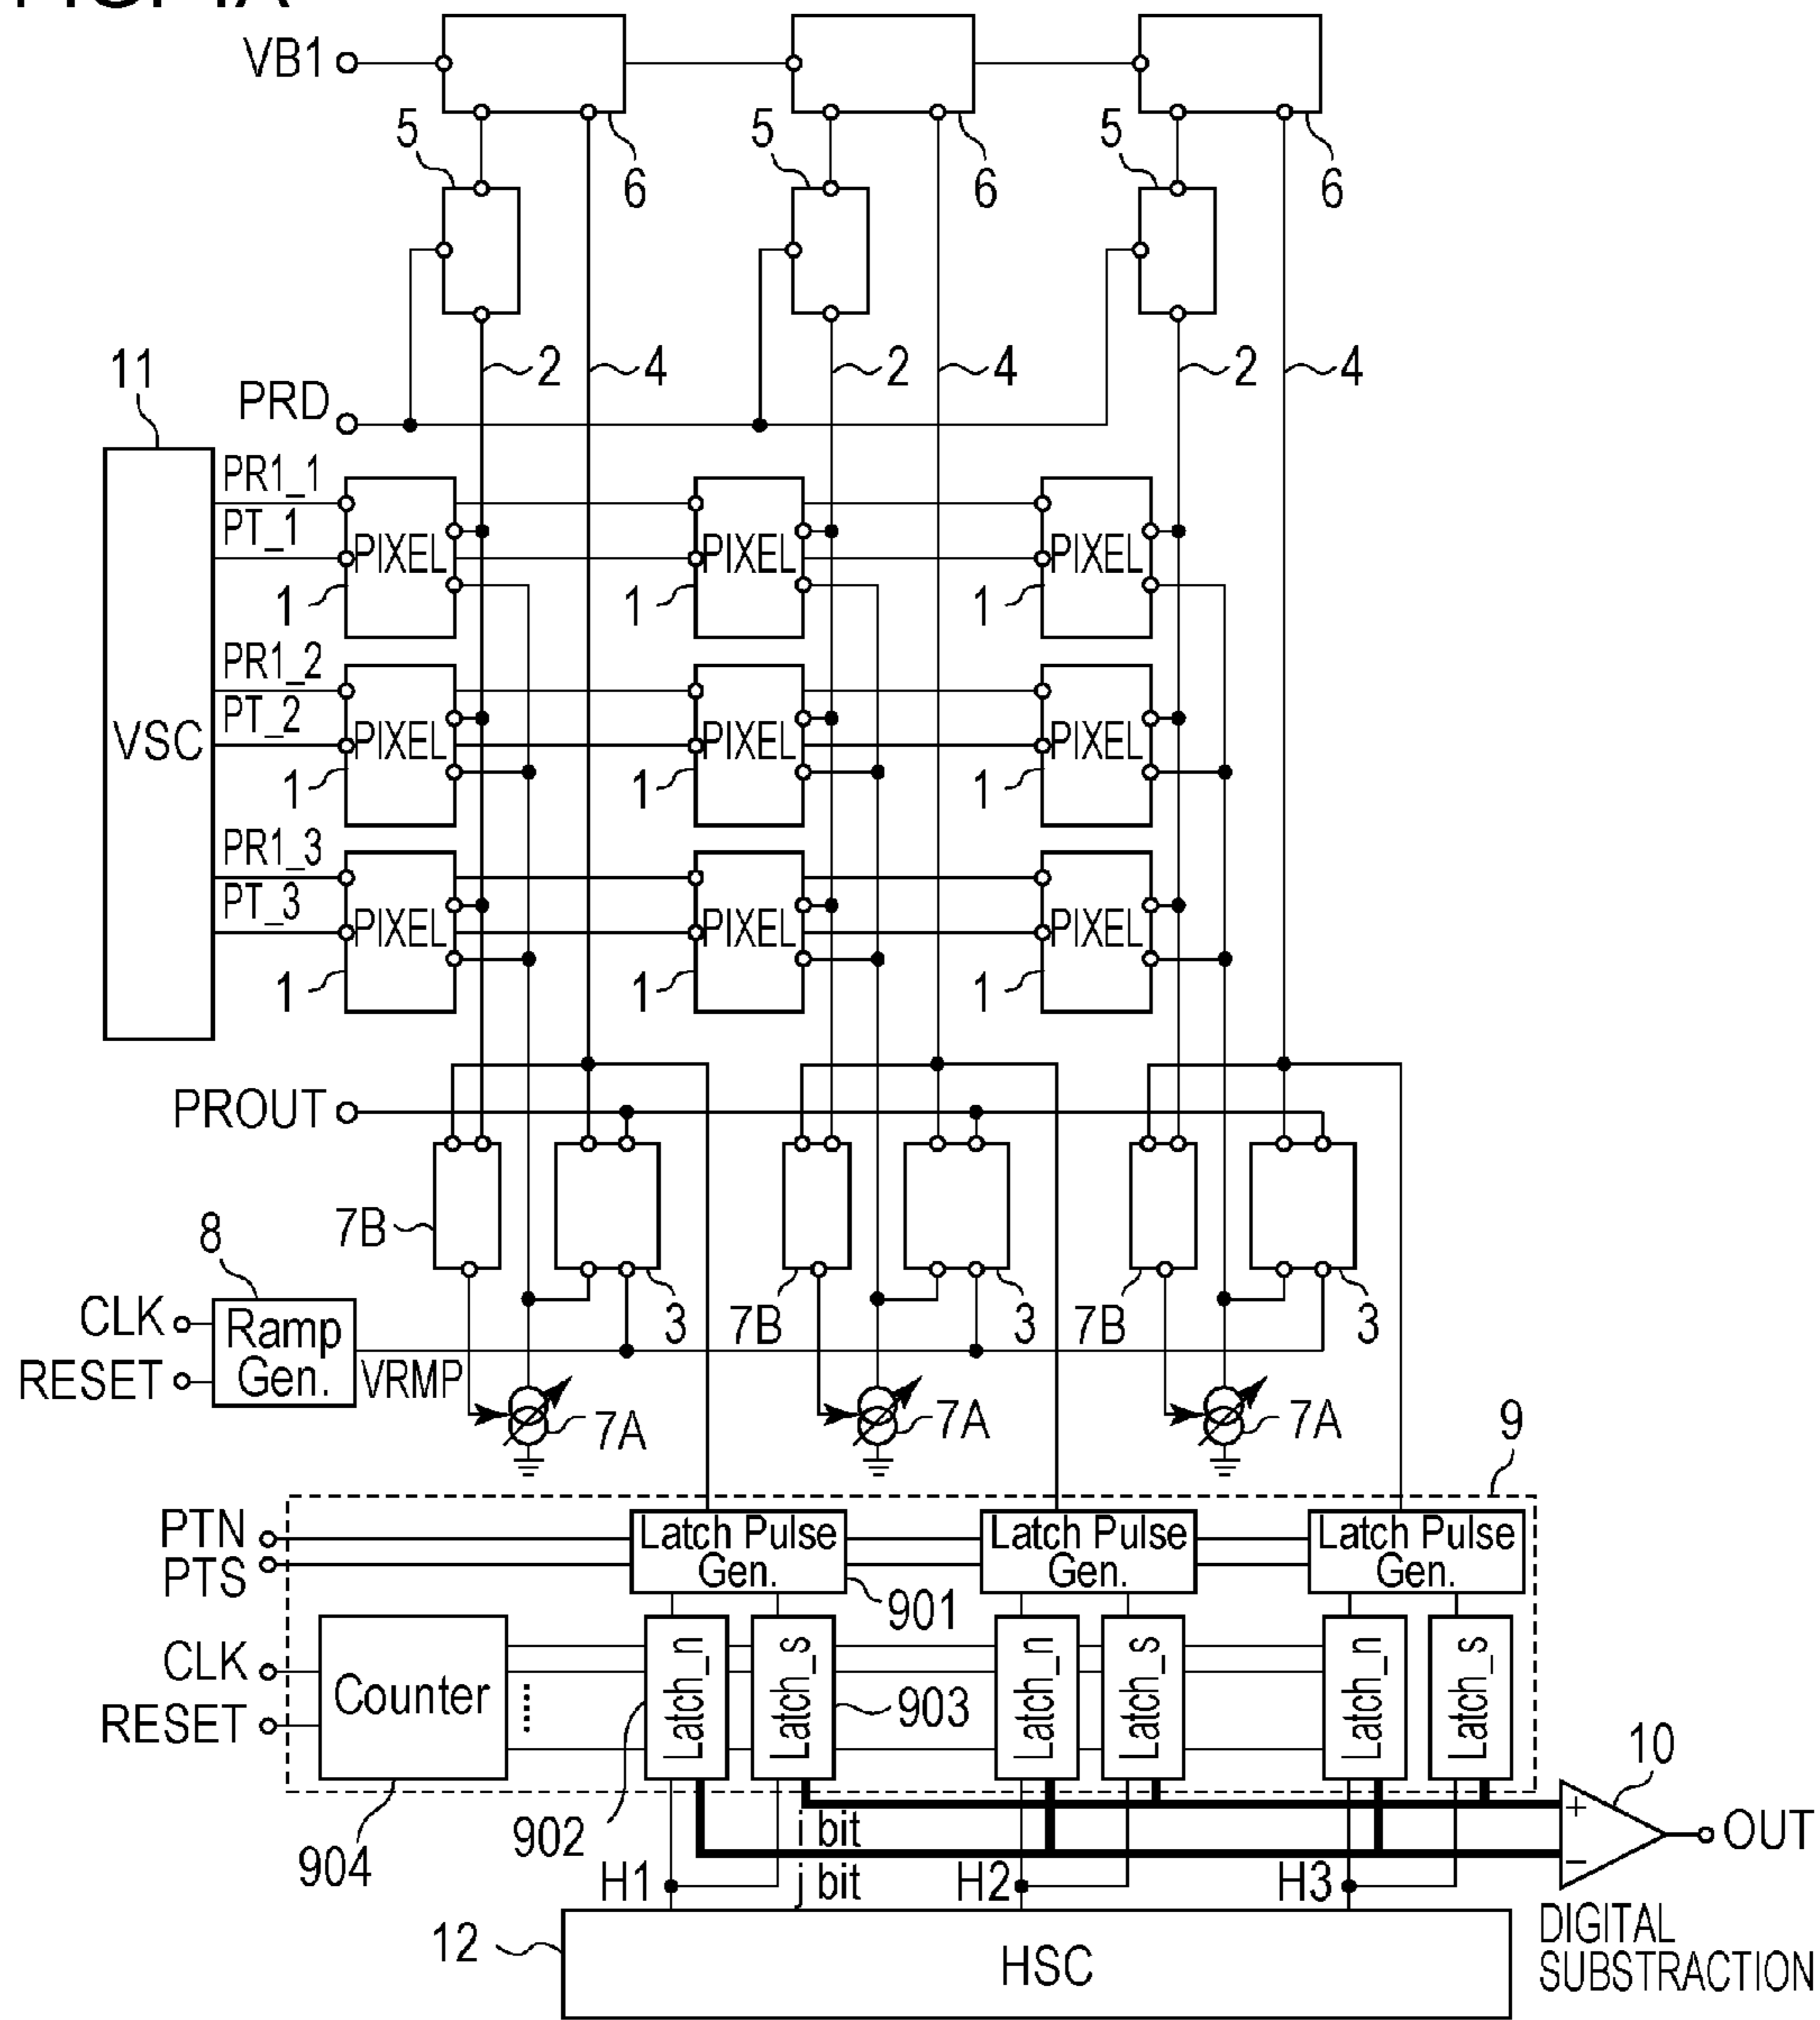 VB1
5 5 5
6 6 6
11
2 4 2 4 2 4
PRD
PR1_1
PT_1
PIXEL PIXEL PIXEL
1 1 1
PR1_2
PT_2
VSC
PIXEL PIXEL PIXEL
1 1 1
PR1_3
PT_3
PIXEL PIXEL PIXEL
1 1 1
PROUT
7B
8
CLK
Ramp
Gen.
3 7B 3 7B 3
RESET
VRMP
7A 7A 7A
9
PTN
Latch Pulse
Gen.
Latch Pulse
Gen.
Latch Pulse
Gen.
PTS
901
CLK
Counter
Latch_n
Latch_s
Latch_n
Latch_s
Latch_n
Latch_s
903
RESET
10
902
904
j bit
+
−
OUT
H1 j bit H2 H3
12
HSC
DIGITAL
SUBSTRACTION